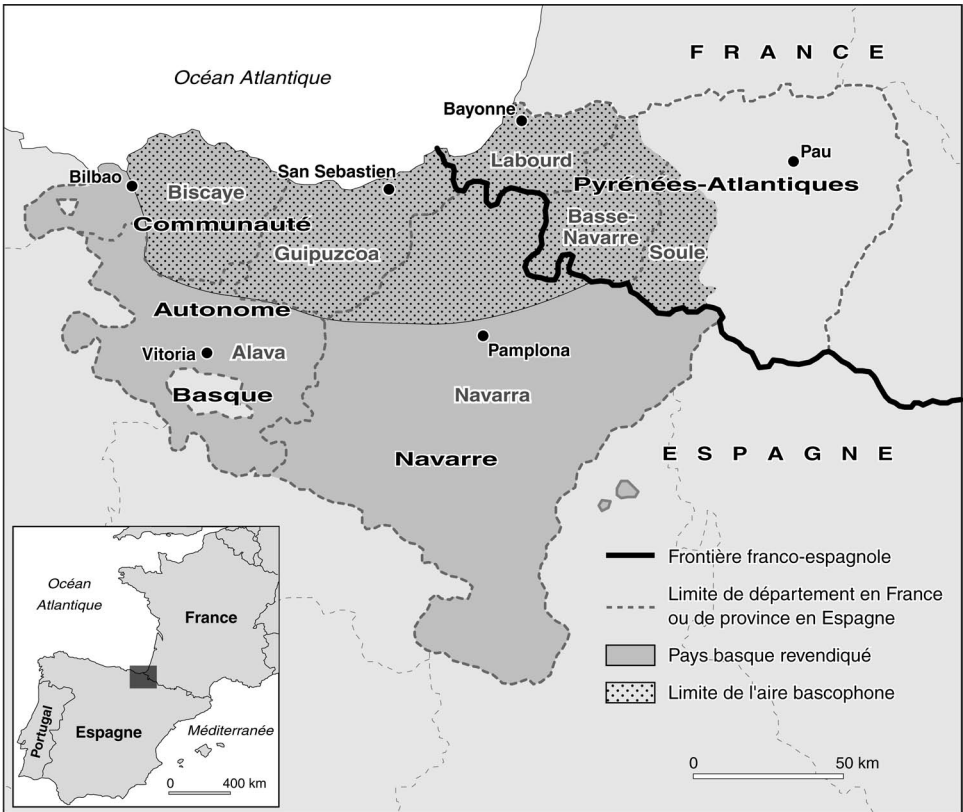 FRANCE
Océan Atlantique
Bayonne
Pau
Labourd
San Sebastien
Bilbao
Biscaye
Pyrénées-Atlantiques
Communauté
Basse-
Navarre
Guipuzcoa
Soule
Autonome
Vitoria
Alava
Pamplona
Basque
Navarra
Navarre
ESPAGNE
Frontière franco-espagnole
Limite de département en France
ou de province en Espagne
Pays basque revendiqué
Limite de l'aire bascophone
0 50 km
Océan
Atlantique
France
Portugal
Espagne
Méditerranée
0 400 km